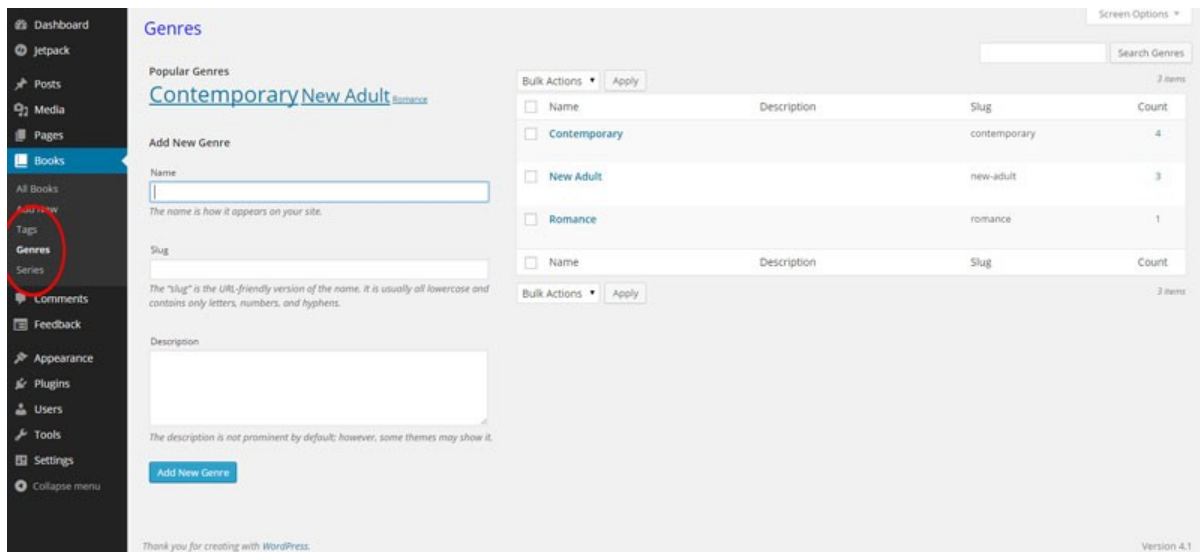 Dashboard
Jetpack
Posts
Media
Pages
Books
All Books
Add New
Tags
Genres
Series
Comments
Feedback
Appearance
Plugins
Users
Tools
Settings
Collapse menu
Screen Options
Genres
Search Genres
Popular Genres
Contemporary New Adult Romance
Add New Genre
Name
The name is how it appears on your site.
Slug
The "slug" is the URL-friendly version of the name. It is usually all lowercase and
contains only letters, numbers, and hyphens.
Description
The description is not prominent by default; however, some themes may show it.
Add New Genre
Bulk Actions Apply 3 items
Name Description Slug Count
Contemporary contemporary 4
New Adult new-adult 3
Romance romance 1
Name Description Slug Count
Bulk Actions Apply 3 items
Thank you for creating with WordPress. Version 4.1